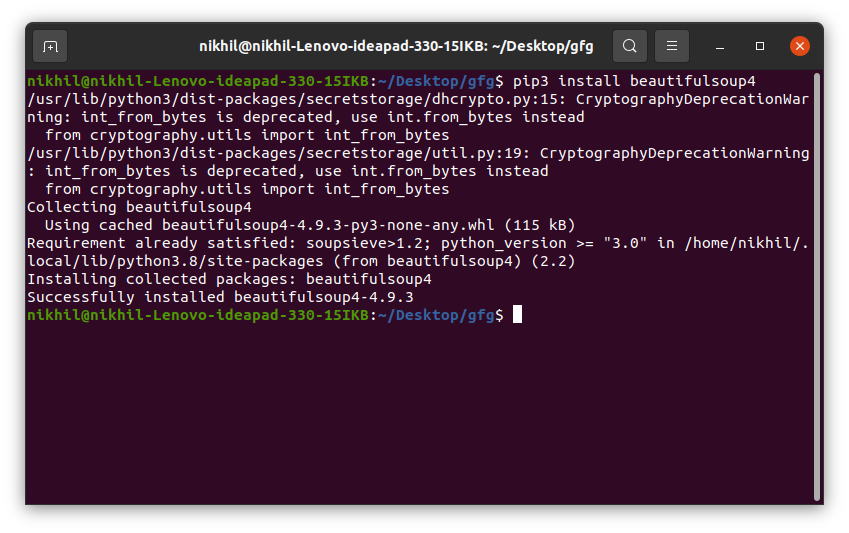 nikhil@nikhil-Lenovo-ideapad-330-15IKB: ~/Desktop/gfg
nikhil@nikhil-Lenovo-ideapad-330-15IKB:~/Desktop/gfg$ pip3 install beautifulsoup4
/usr/lib/python3/dist-packages/secretstorage/dhcrypto.py:15: CryptographyDeprecationWar
ning: int_from_bytes is deprecated, use int.from_bytes instead
  from cryptography.utils import int_from_bytes
/usr/lib/python3/dist-packages/secretstorage/util.py:19: CryptographyDeprecationWarning
: int_from_bytes is deprecated, use int.from_bytes instead
  from cryptography.utils import int_from_bytes
Collecting beautifulsoup4
  Using cached beautifulsoup4-4.9.3-py3-none-any.whl (115 kB)
Requirement already satisfied: soupsieve>1.2; python_version >= "3.0" in /home/nikhil/.
local/lib/python3.8/site-packages (from beautifulsoup4) (2.2)
Installing collected packages: beautifulsoup4
Successfully installed beautifulsoup4-4.9.3
nikhil@nikhil-Lenovo-ideapad-330-15IKB:~/Desktop/gfg$